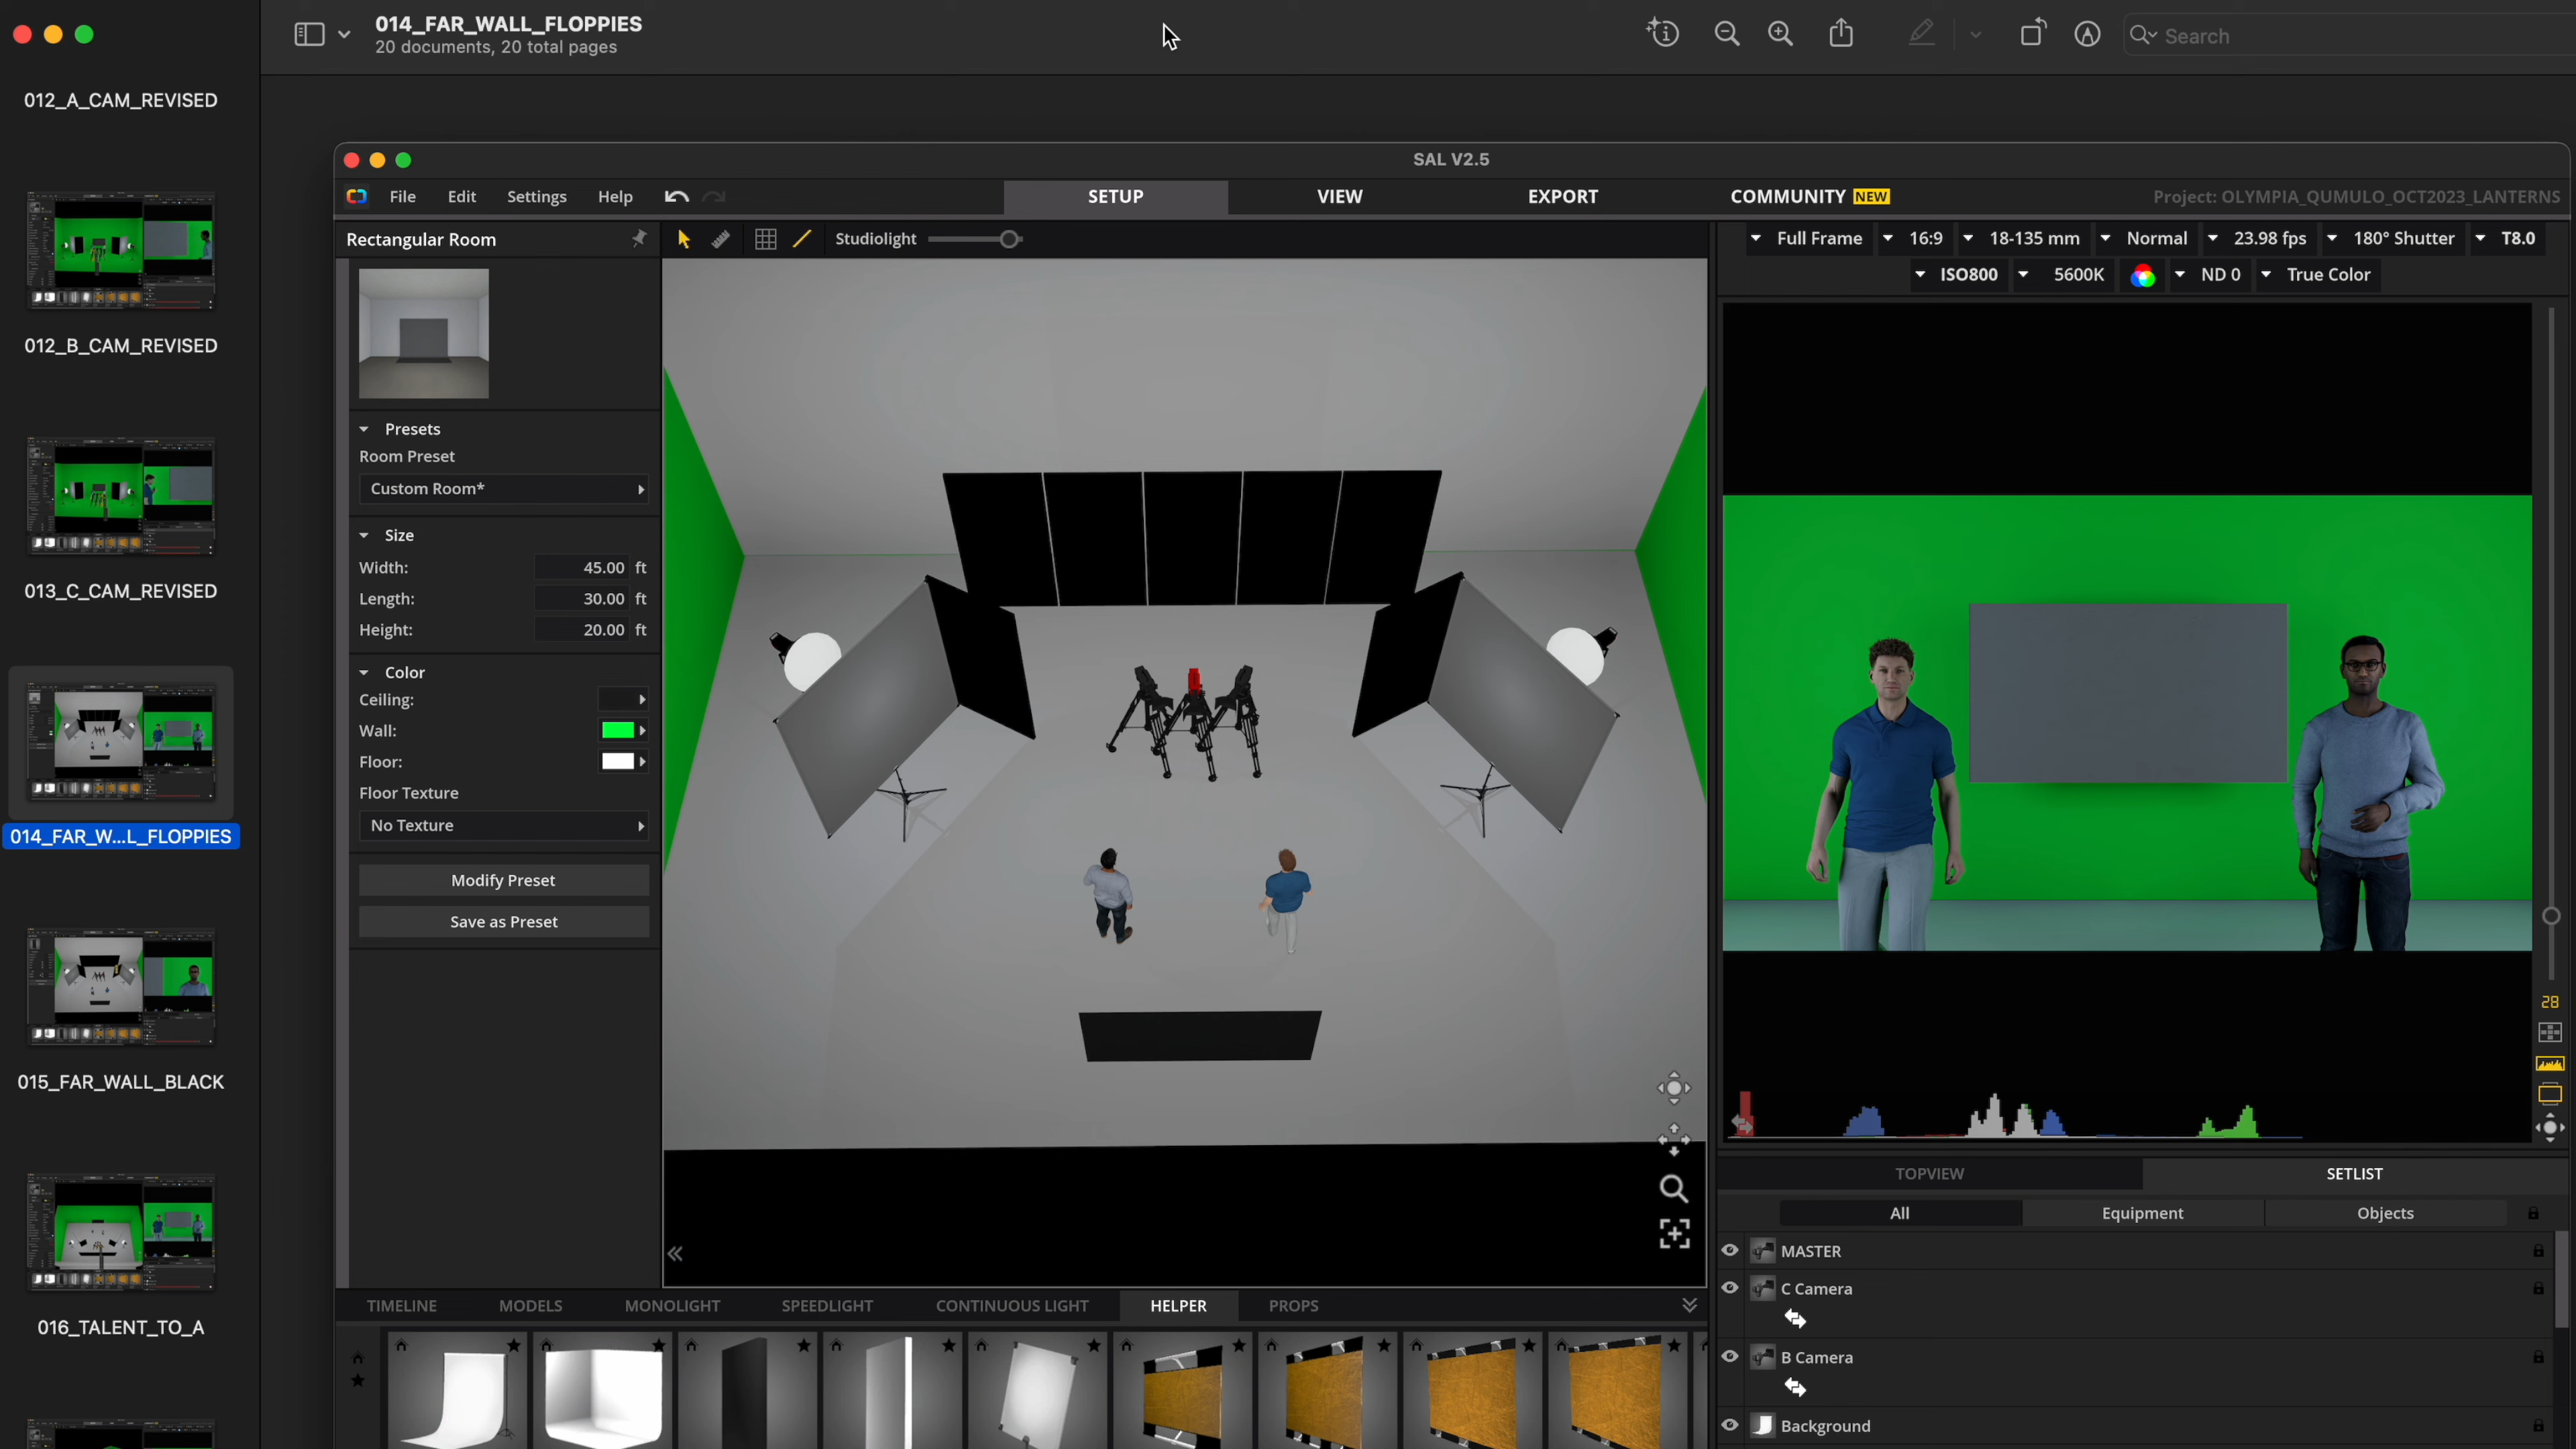 014_FAR_WALL_FLOPPIES
20 documents, 20 total pages
Search
012_A_CAM_REVISED
012_B_CAM_REVISED
013_C_CAM_REVISED
014_FAR_W...L_FLOPPIES
015_FAR_WALL_BLACK
016_TALENT_TO_A
SAL V2.5
File Edit Settings Help
SETUP VIEW EXPORT COMMUNITY NEW
Project: OLYMPIA_QUMULO_OCT2023_LANTERNS
Rectangular Room
Studiolight
Full Frame 16:9 18-135 mm Normal 23.98 fps 180° Shutter T8.0
ISO800 5600K ND 0 True Color
Presets
Room Preset
Custom Room*
Size
Width: 45.00 ft
Length: 30.00 ft
Height: 20.00 ft
Color
Ceiling:
Wall:
Floor:
Floor Texture
No Texture
Modify Preset
Save as Preset
28
TOPVIEW SETLIST
All Equipment Objects
MASTER
C Camera
B Camera
Background
TIMELINE MODELS MONOLIGHT SPEEDLIGHT CONTINUOUS LIGHT HELPER PROPS